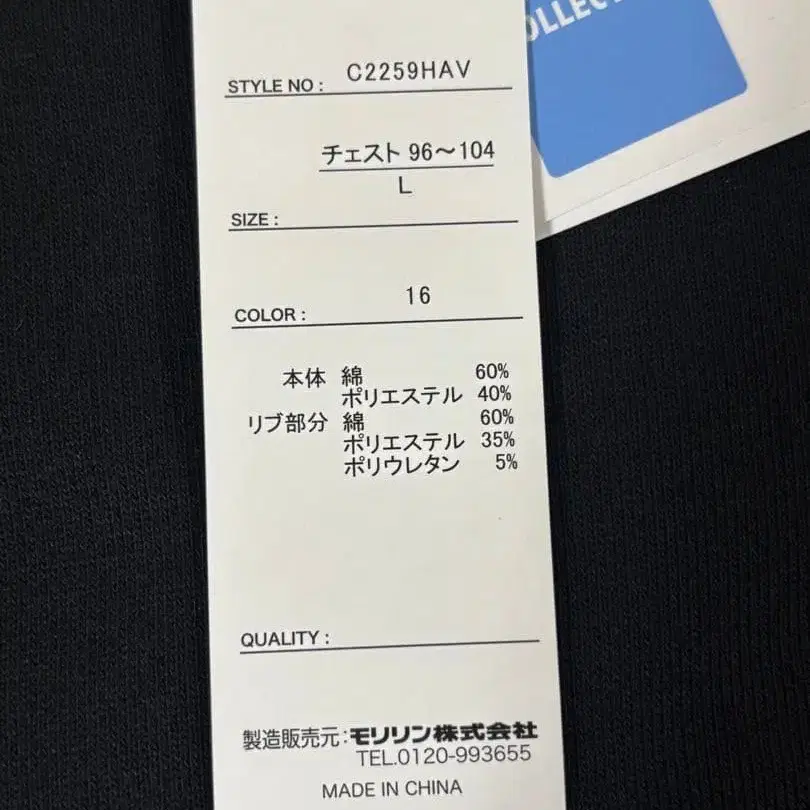 STYLE NO : C2259HAV
チェスト 96～104
L
SIZE :
COLOR : 16
本体 綿 60%
ポリエステル 40%
リブ部分 綿 60%
ポリエステル 35%
ポリウレタン 5%
QUALITY :
製造販売元:モリリン株式会社
TEL.0120-993655
MADE IN CHINA